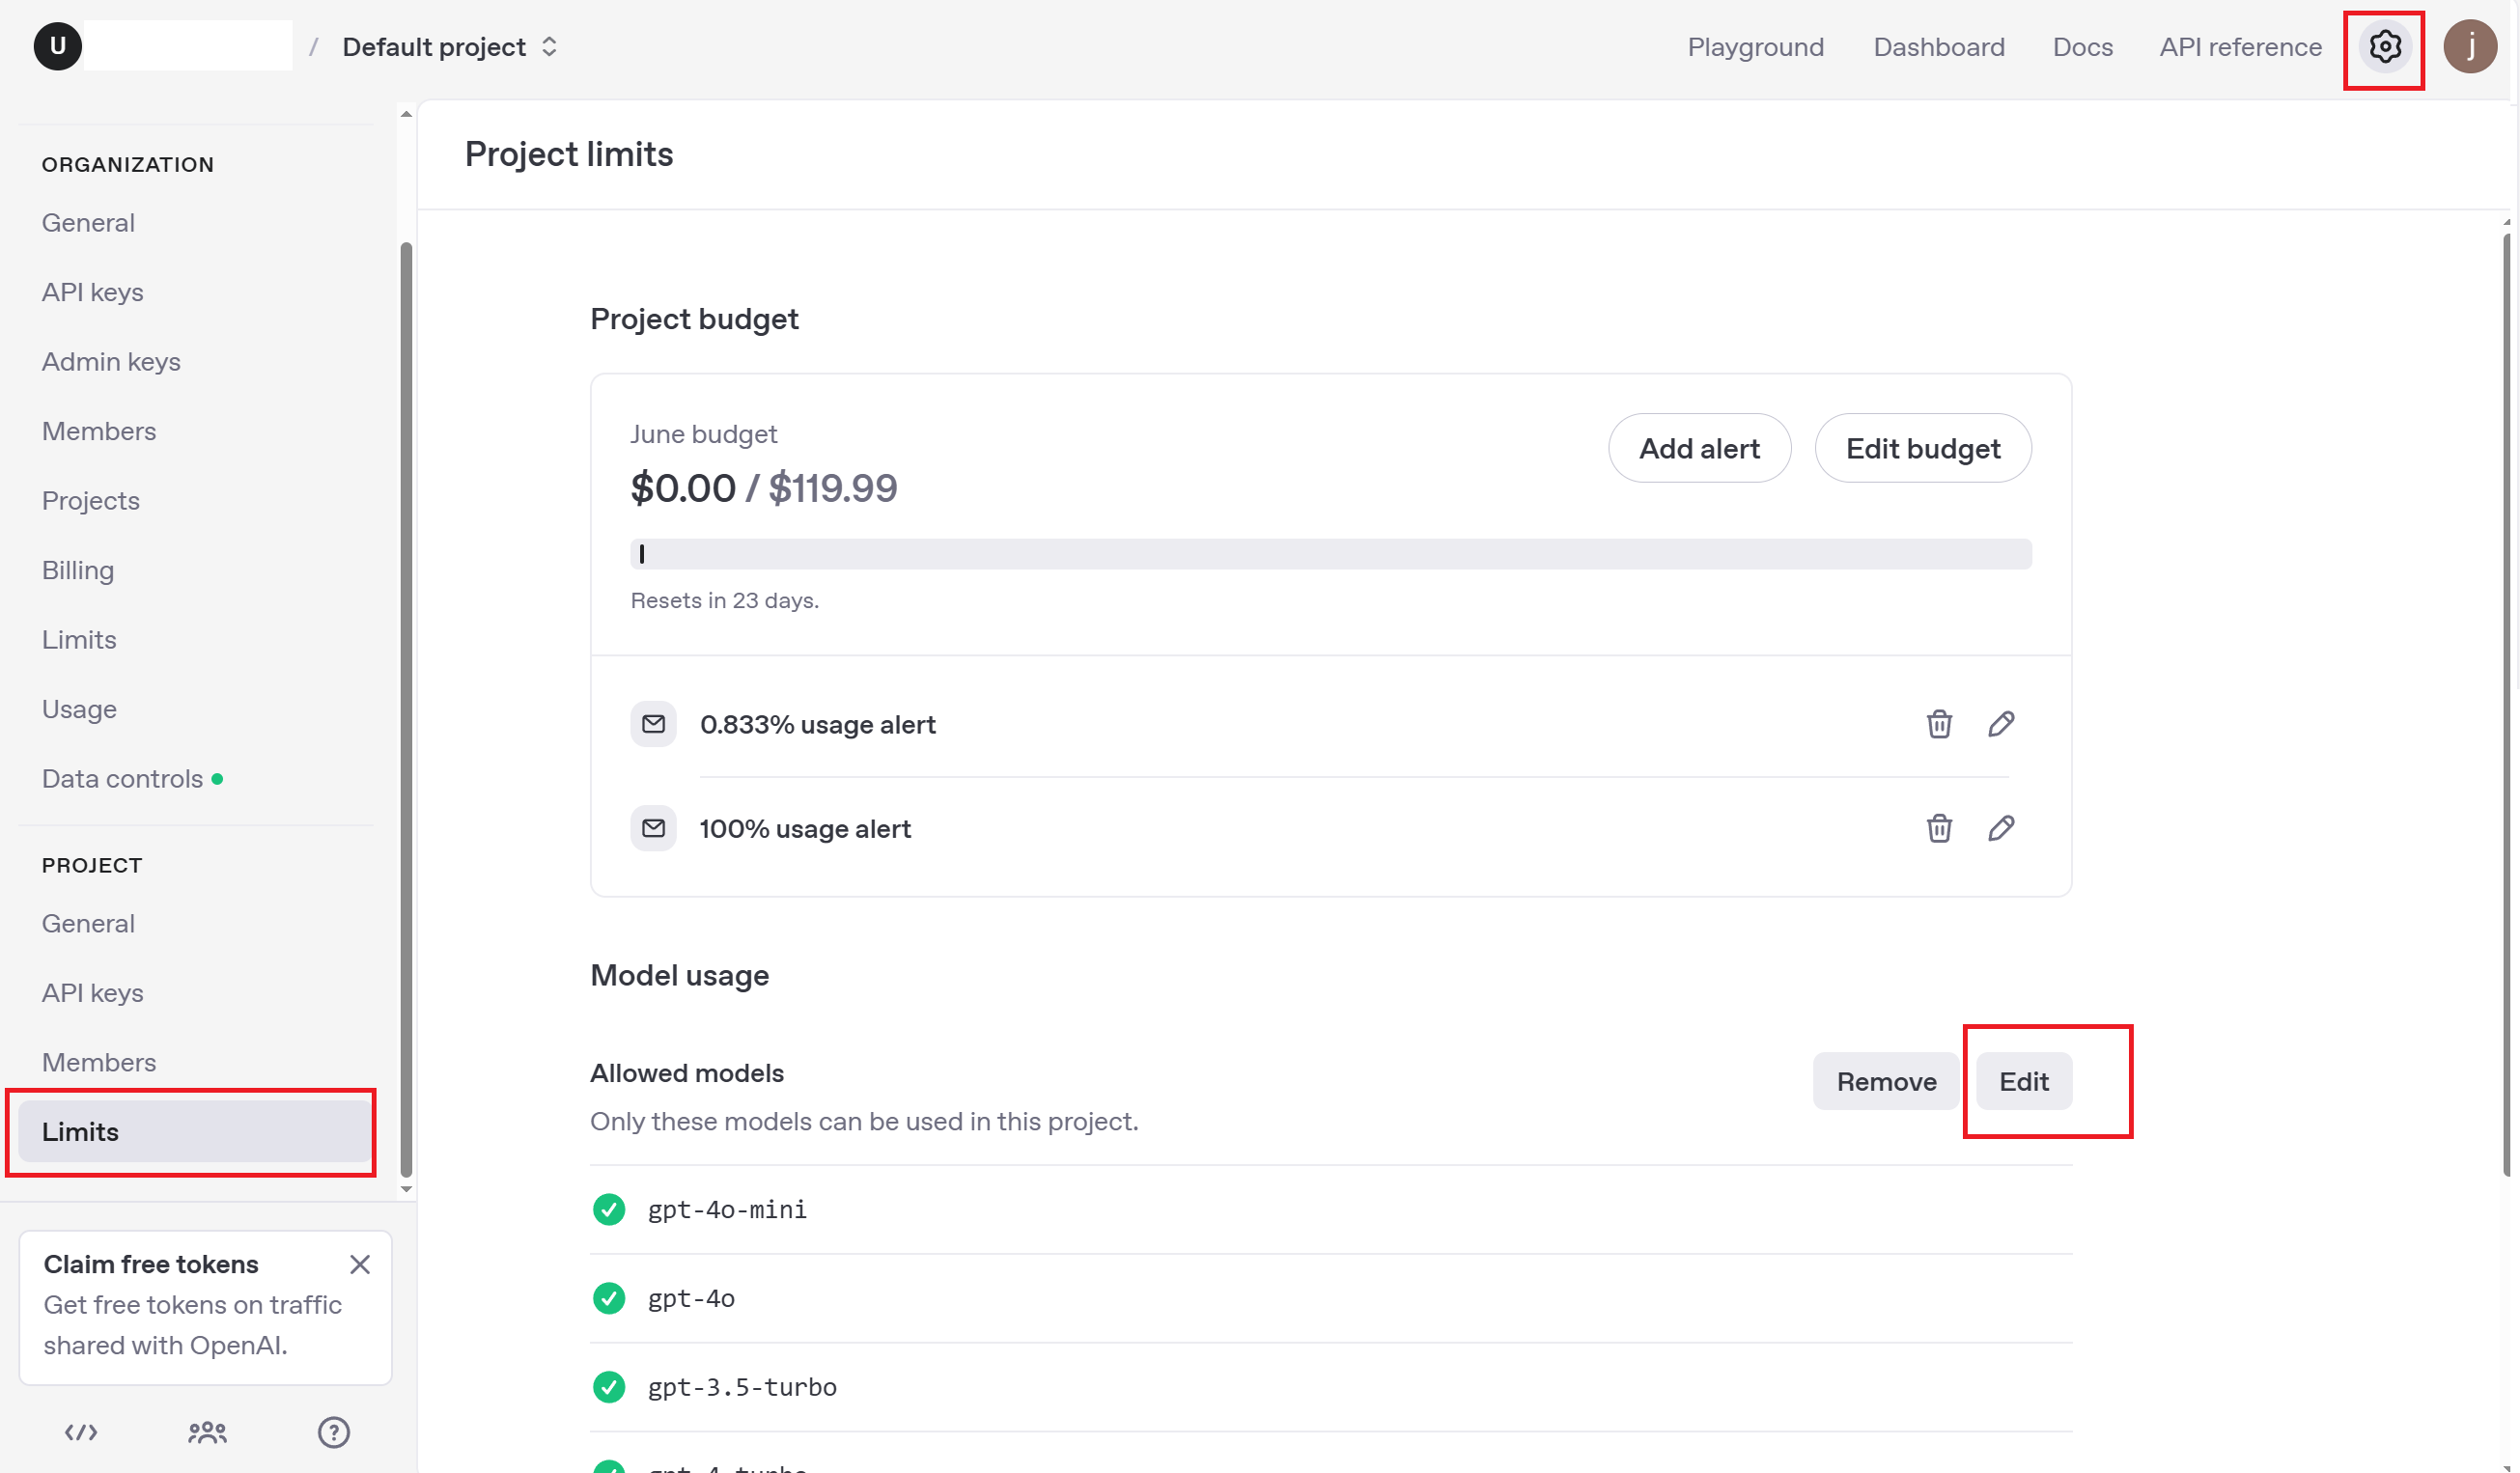 U / Default project Playground Dashboard Docs API reference j
ORGANIZATION
General
API keys
Admin keys
Members
Projects
Billing
Limits
Usage
Data controls
PROJECT
General
API keys
Members
Limits
Claim free tokens
Get free tokens on traffic
shared with OpenAI.
Project limits
Project budget
June budget
$0.00 / $119.99
Add alert Edit budget
Resets in 23 days.
0.833% usage alert
100% usage alert
Model usage
Allowed models
Only these models can be used in this project.
Remove Edit
gpt-4o-mini
gpt-4o
gpt-3.5-turbo
gpt-4-turbo